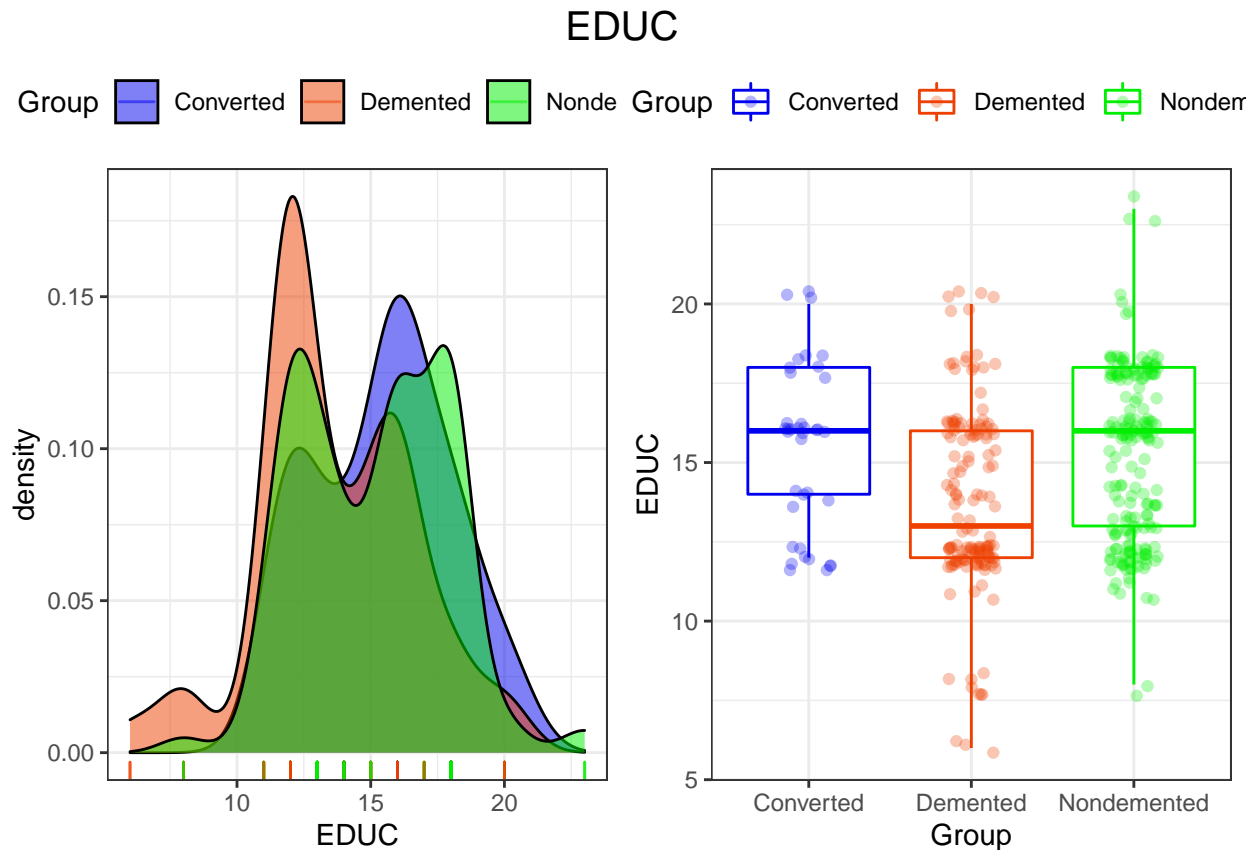 EDUC
Group Converted Demented Nonde
Group Converted Demented Nondem
density
0.15
0.10
0.05
0.00
10 15 20
EDUC
EDUC
20
15
10
5
Converted Demented Nondemented
Group